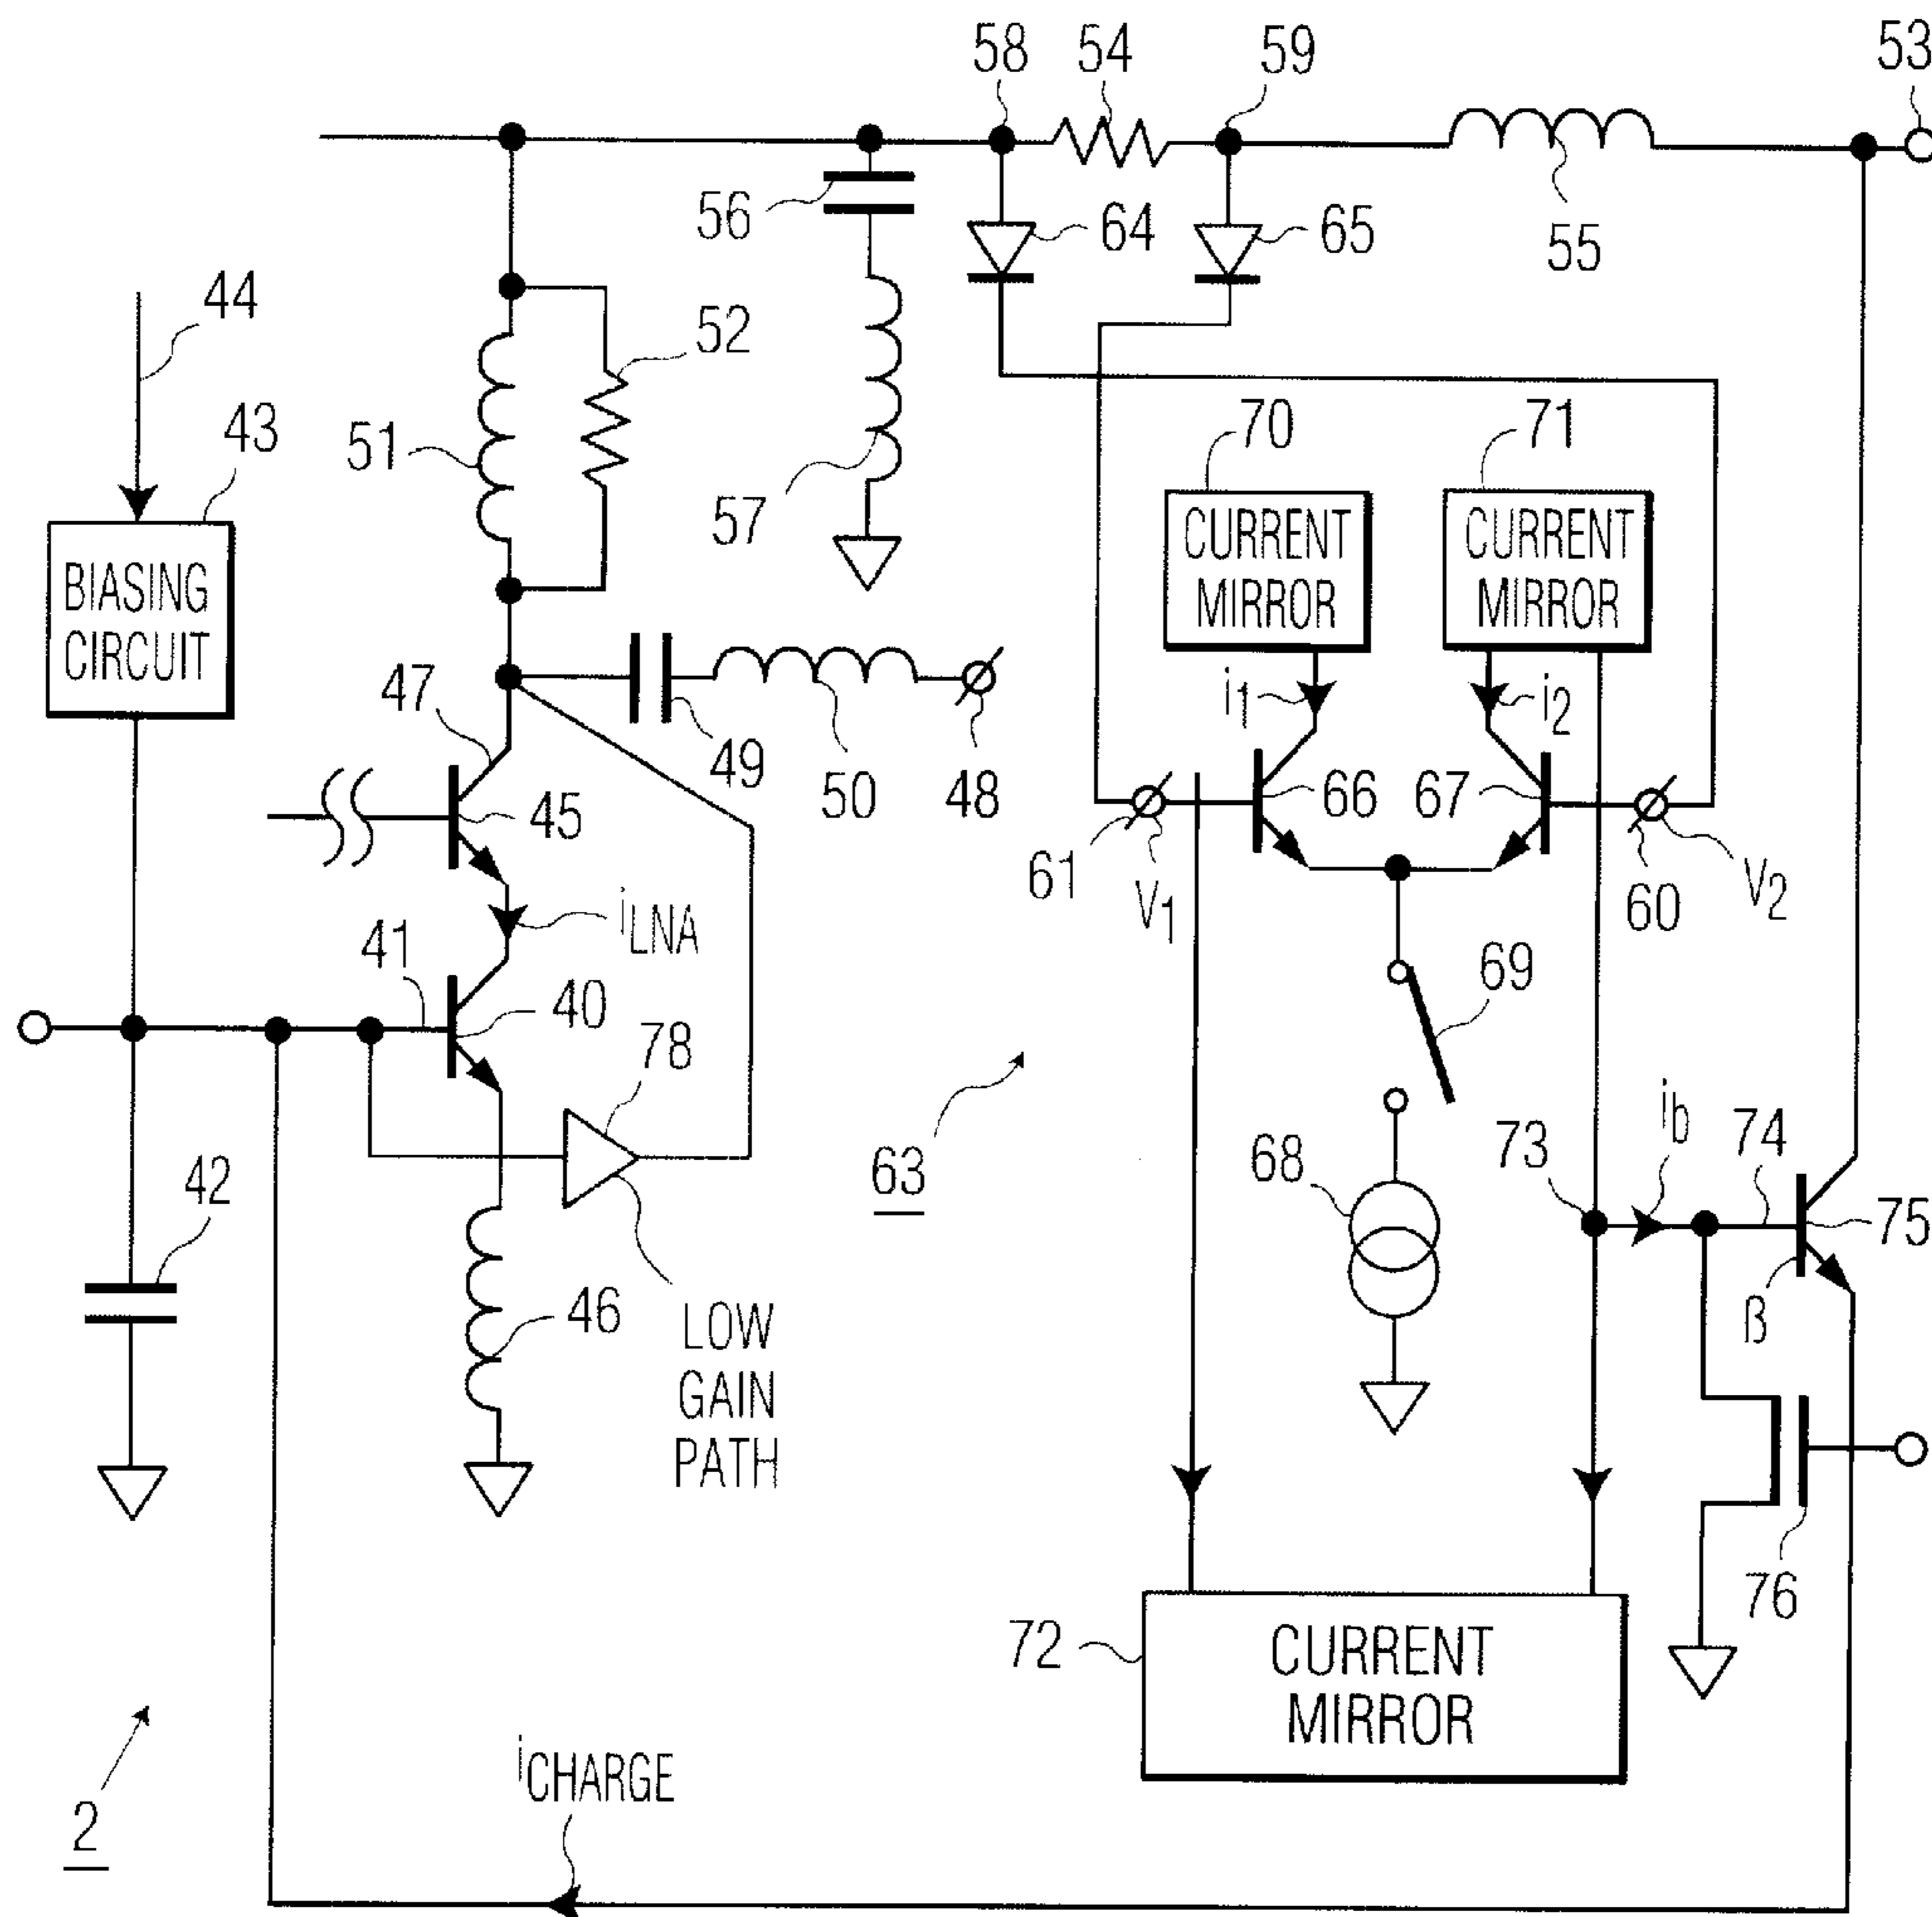 58 54 59 53
56 64 65 55
44 52
43 51 57 70 71
BIASING
CIRCUIT
CURRENT
MIRROR
CURRENT
MIRROR
47 49 50 48
i1 i2
45 66 67
61 V1 60 V2
iLNA
41 40 78 69
63 68 73 ib 74 75
42 46 β
LOW
GAIN
PATH
76
72
CURRENT
MIRROR
iCHARGE
2